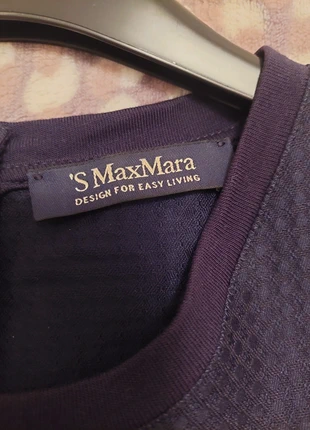 'S MaxMara
DESIGN FOR EASY LIVING